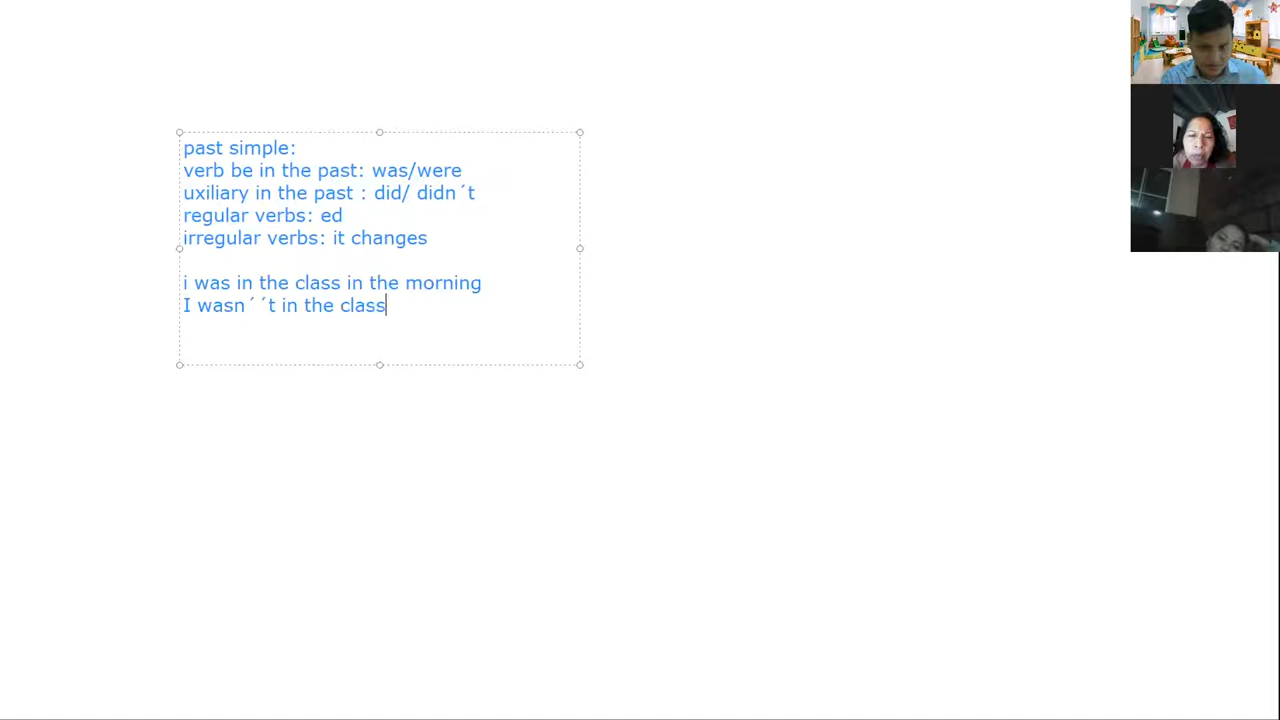 past simple:
verb be in the past: was/were
uxiliary in the past : did/ didn´t
regular verbs: ed
irregular verbs: it changes
i was in the class in the morning
I wasn´´t in the class